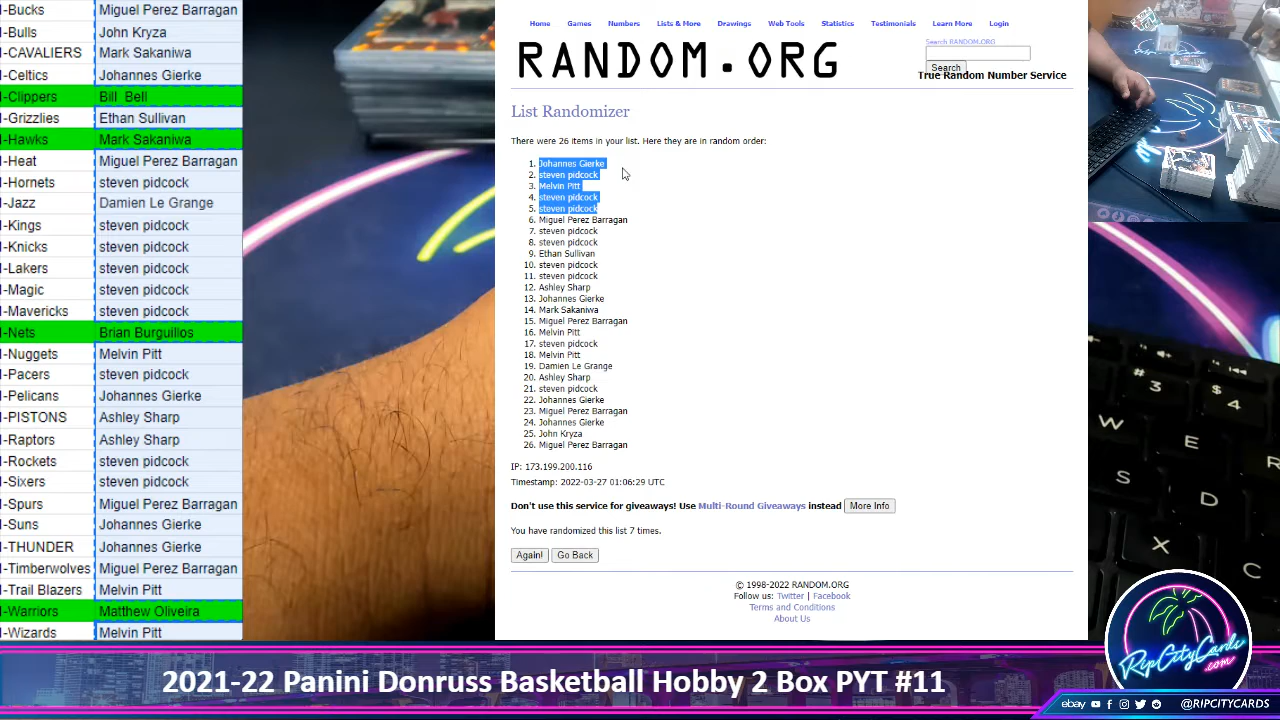 I-Bucks Miguel Perez Barragan
I-Bulls John Kryza
I-CAVALIERS Mark Sakaniwa
I-Celtics Johannes Gierke
I-Clippers Bill Bell
I-Grizzlies Ethan Sullivan
I-Hawks Mark Sakaniwa
I-Heat Miguel Perez Barragan
I-Hornets steven pidcock
I-Jazz Damien Le Grange
I-Kings steven pidcock
I-Knicks steven pidcock
I-Lakers steven pidcock
I-Magic steven pidcock
I-Mavericks steven pidcock
I-Nets Brian Burguillos
I-Nuggets Melvin Pitt
I-Pacers steven pidcock
I-Pelicans Johannes Gierke
I-PISTONS Ashley Sharp
I-Raptors Ashley Sharp
I-Rockets steven pidcock
I-Sixers steven pidcock
I-Spurs Miguel Perez Barragan
I-Suns Johannes Gierke
I-THUNDER Johannes Gierke
I-Timberwolves Miguel Perez Barragan
I-Trail Blazers Melvin Pitt
I-Warriors Matthew Oliveira
I-Wizards Melvin Pitt
Home Games Numbers Lists & More Drawings Web Tools Statistics Testimonials Learn More Login
RANDOM.ORG
Search RANDOM.ORG
Search
True Random Number Service
List Randomizer
There were 26 items in your list. Here they are in random order:
1. Johannes Gierke
2. steven pidcock
3. Melvin Pitt
4. steven pidcock
5. steven pidcock
6. Miguel Perez Barragan
7. steven pidcock
8. steven pidcock
9. Ethan Sullivan
10. steven pidcock
11. steven pidcock
12. Ashley Sharp
13. Johannes Gierke
14. Mark Sakaniwa
15. Miguel Perez Barragan
16. Melvin Pitt
17. steven pidcock
18. Melvin Pitt
19. Damien Le Grange
20. Ashley Sharp
21. steven pidcock
22. Johannes Gierke
23. Miguel Perez Barragan
24. Johannes Gierke
25. John Kryza
26. Miguel Perez Barragan
IP: 173.199.200.116
Timestamp: 2022-03-27 01:06:29 UTC
Don't use this service for giveaways! Use Multi-Round Giveaways instead More Info
You have randomized this list 7 times.
Again! Go Back
© 1998-2022 RANDOM.ORG
Follow us: Twitter | Facebook
Terms and Conditions
About Us
#3
$4
W
E
S
D
X
C
RipCityCards
.com
2021-22 Panini Donruss Basketball Hobby 2 Box PYT #11
ebay @RIPCITYCARDS